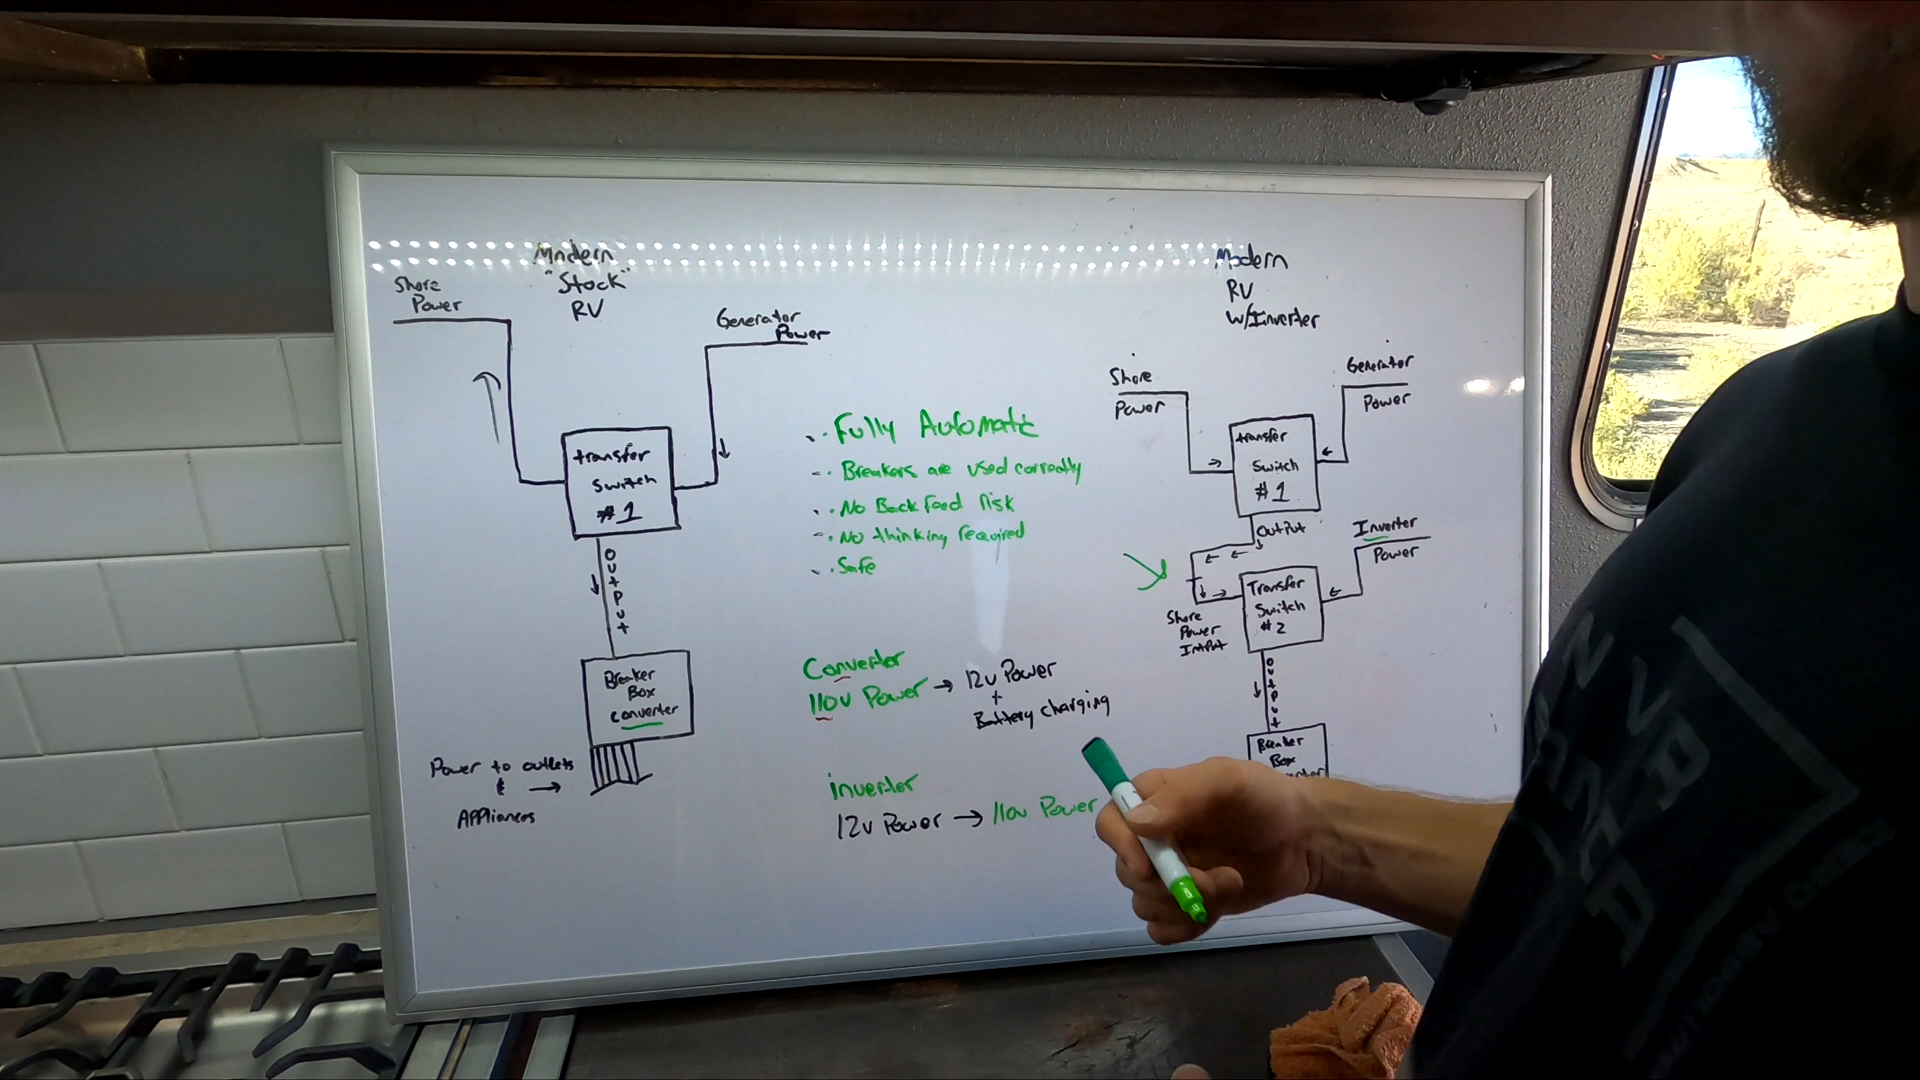 Modern
"Stock"
RV
Shore
Power
Generator
Power
transfer
Switch
#1
Output
Breaker
Box
converter
Power to outlets
&
Appliances
Fully Automatic
Breakers are used correctly
No Back Feed risk
No thinking required
Safe
Converter
110v Power → 12v Power
+
Battery charging
inverter
12v Power → 110v Power
Modern
RV
w/Inverter
Shore
Power
Generator
Power
transfer
Switch
#1
OutPut
Inverter
Power
Shore
Power
InPut
Transfer
Switch
#2
Output
Breaker
Box